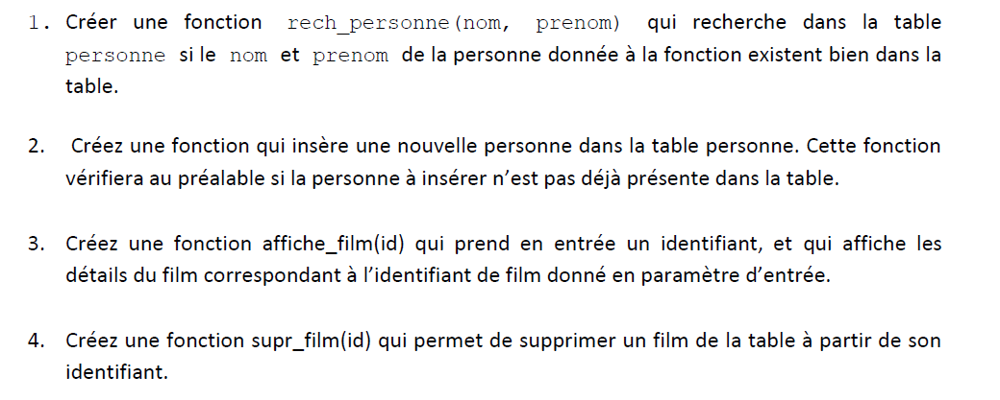 1. Créer une fonction rech_personne(nom, prenom) qui recherche dans la table
personne si le nom et prenom de la personne donnée à la fonction existent bien dans la
table.
2. Créez une fonction qui insère une nouvelle personne dans la table personne. Cette fonction
vérifiera au préalable si la personne à insérer n’est pas déjà présente dans la table.
3. Créez une fonction affiche_film(id) qui prend en entrée un identifiant, et qui affiche les
détails du film correspondant à l’identifiant de film donné en paramètre d’entrée.
4. Créez une fonction supr_film(id) qui permet de supprimer un film de la table à partir de son
identifiant.